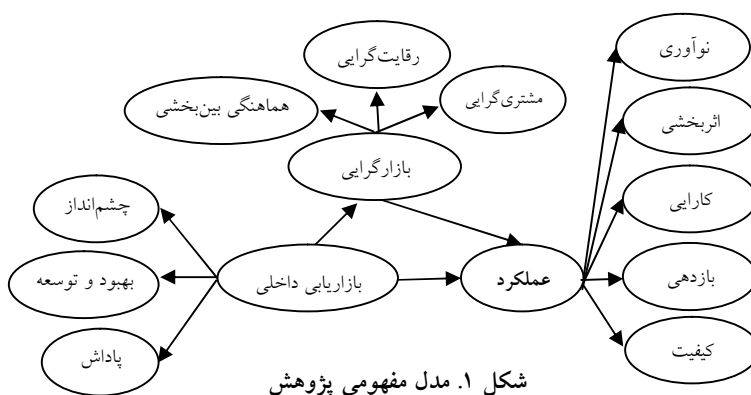 نوآوری
رقابت‌گرایی
مشتری‌گرایی
هماهنگی بین‌بخشی
اثربخشی
بازارگرایی
کارایی
چشم‌انداز
بهبود و توسعه
بازاریابی داخلی
عملکرد
بازدهی
پاداش
کیفیت
شکل ۱. مدل مفهومی پژوهش